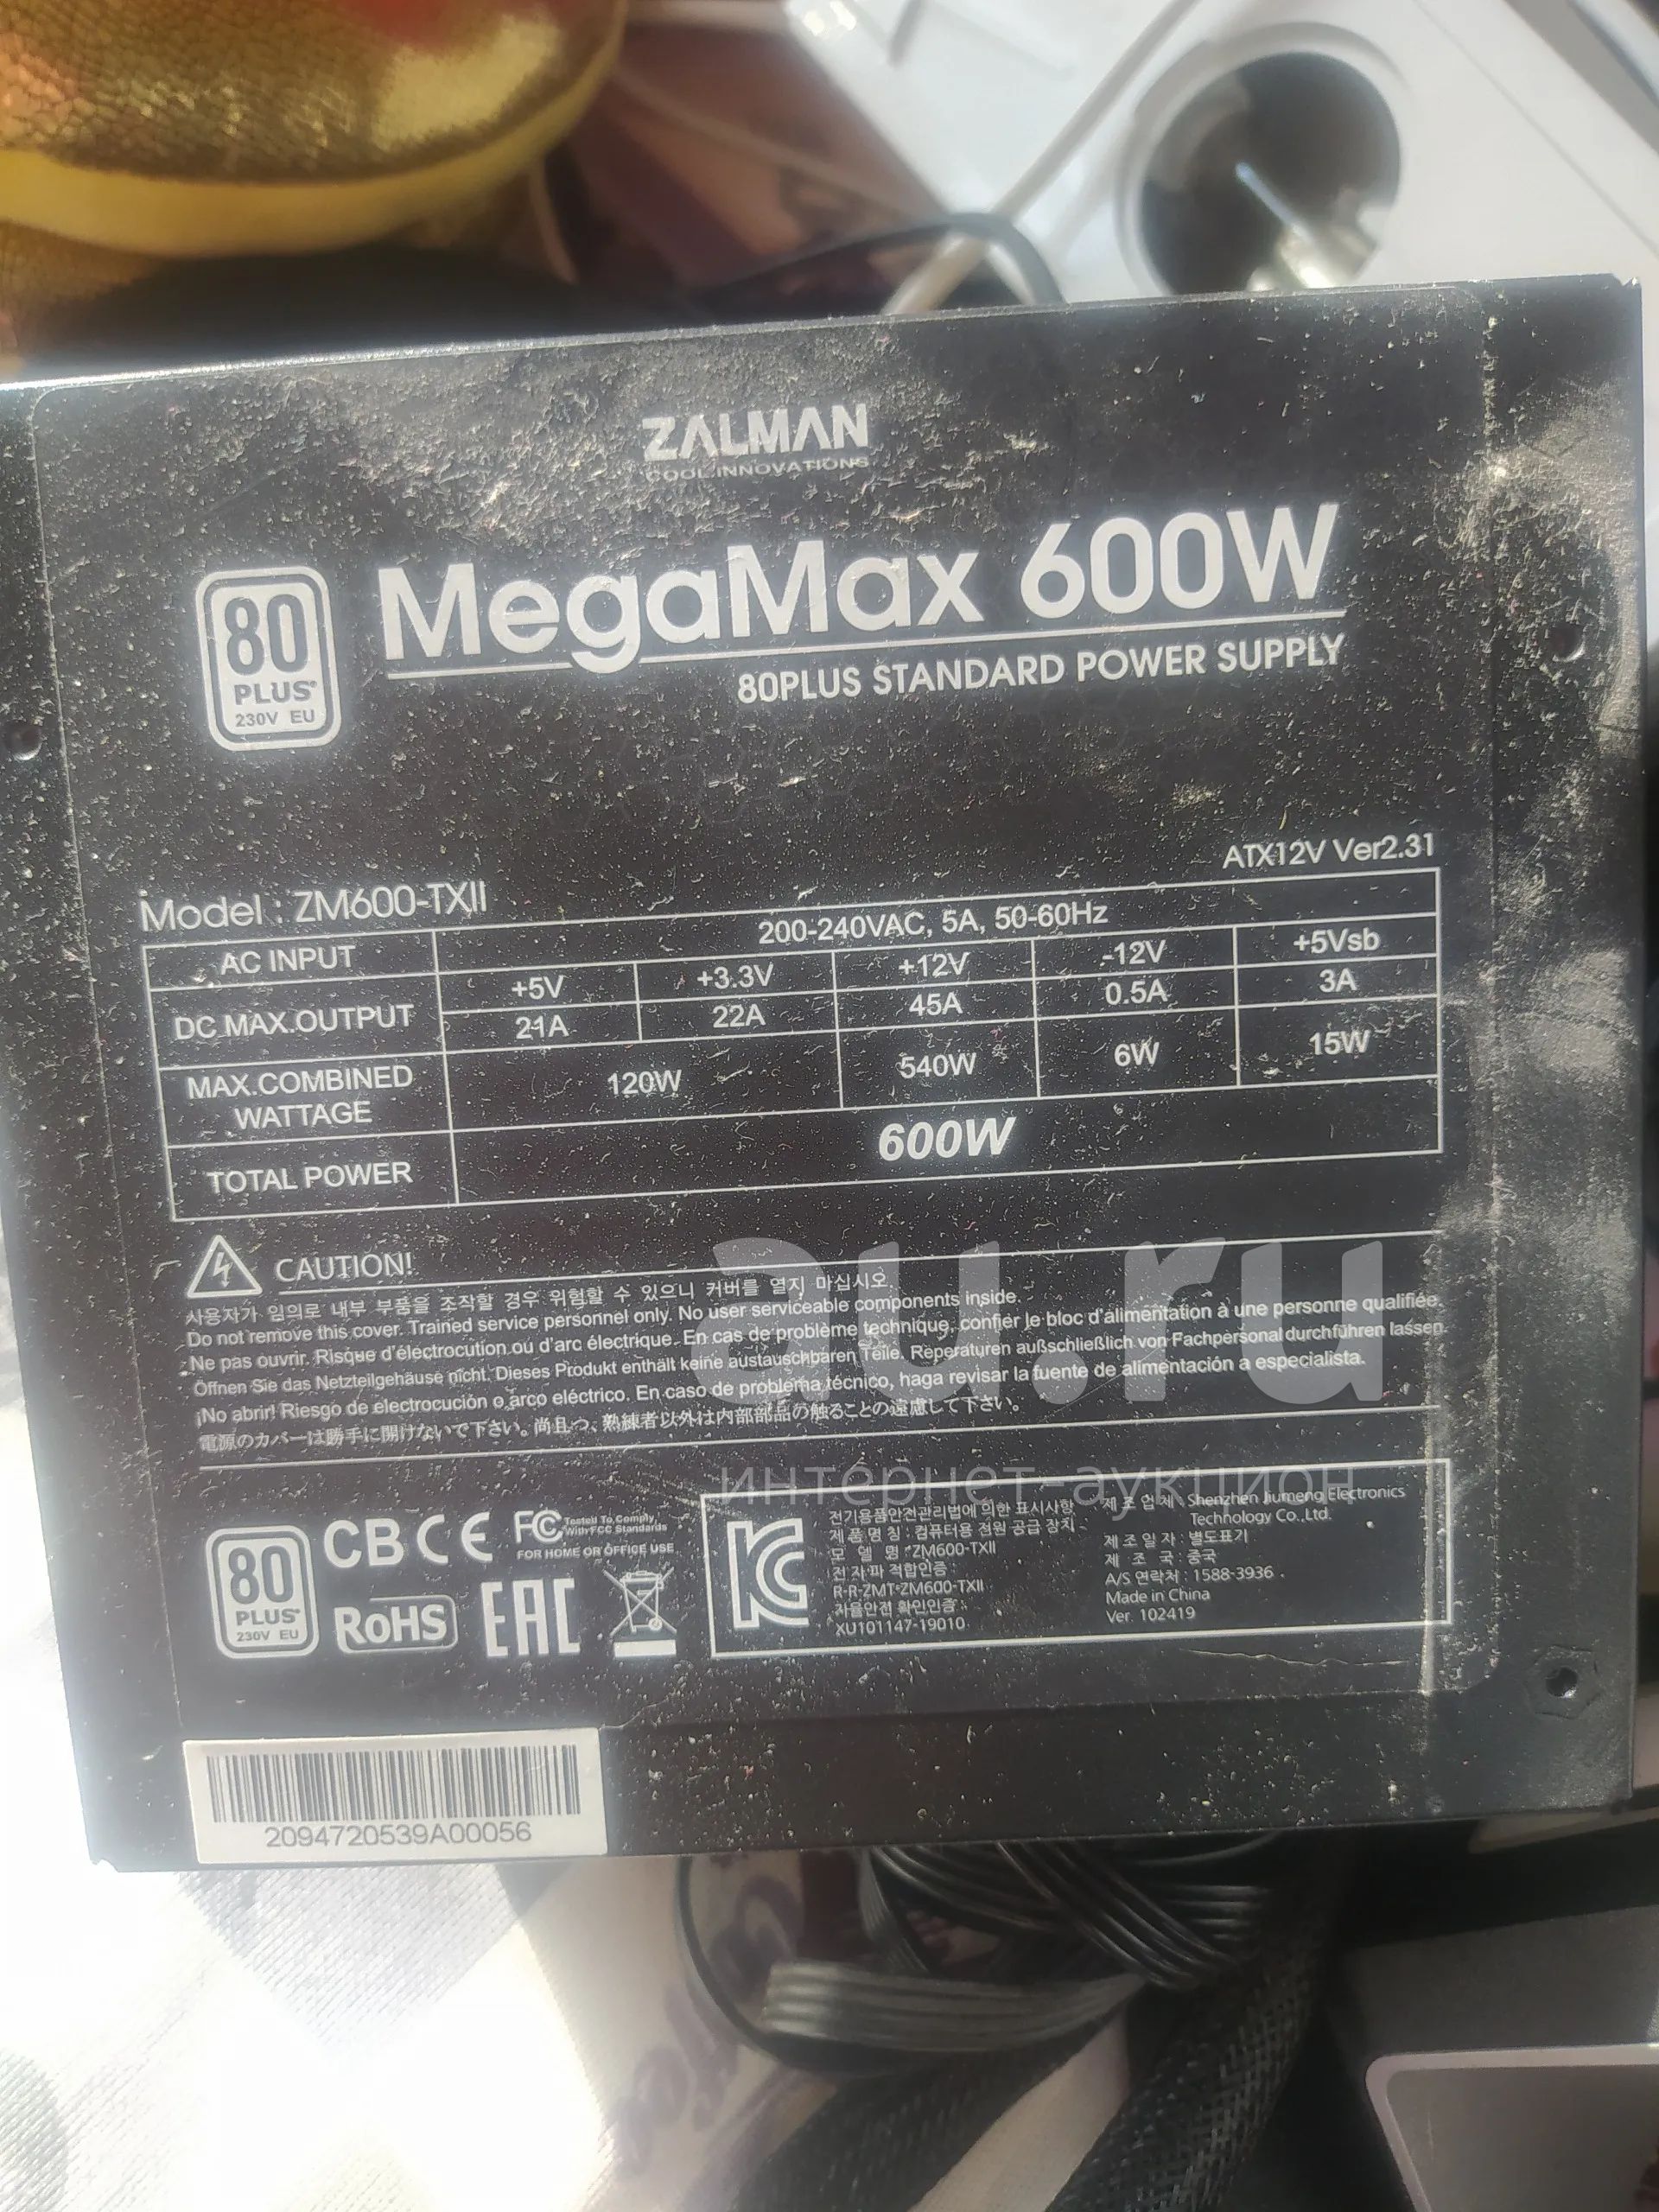 ZALMAN
COOL INNOVATIONS
80 PLUS® 230V EU
MegaMax 600W
80PLUS STANDARD POWER SUPPLY
Model : ZM600-TXII
ATX12V Ver2.31
AC INPUT 200-240VAC, 5A, 50-60Hz
DC.MAX.OUTPUT +5V +3.3V +12V -12V +5Vsb
21A 22A 45A 0.5A 3A
MAX.COMBINED WATTAGE 120W 540W 6W 15W
TOTAL POWER 600W
CAUTION!
사용자가 임의로 내부 부품을 조작할 경우 위험할 수 있으니 커버를 열지 마십시오.
Do not remove this cover. Trained service personnel only. No user serviceable components inside.
Ne pas ouvrir. Risque d'électrocution ou d'arc électrique. En cas de problème technique, confier le bloc d'alimentation à une personne qualifiée.
Öffnen Sie das Netzteilgehäuse nicht. Dieses Produkt enthält keine austauschbaren Teile. Reperaturen außschließlich von Fachpersonal durchführen lassen.
¡No abrir! Riesgo de electrocución o arco eléctrico. En caso de problema técnico, haga revisar la fuente de alimentación a especialista.
電源のカバーは勝手に開けないで下さい。尚且つ、熟練者以外は内部部品の触ることの遠慮して下さい。
au.ru
интернет-аукцион
80 PLUS® 230V EU
CB CE FC Tested To Comply With FCC Standards
FOR HOME OR OFFICE USE
RoHS EAC
전기용품안전관리법에 의한 표시사항
제 품 명 칭 : 컴퓨터용 전원 공급 장치
모 델 명 : ZM600-TXII
전 자 파 적합인증 :
R-R-ZMT-ZM600-TXII
자율안전 확인인증 :
XU101147-19010
제 조 업 체 : Shenzhen Jiumeng Electronics
Technology Co.,Ltd.
제 조 일 자 : 별도표기
제 조 국 : 중국
A/S 연락처 : 1588-3936
Made in China
Ver. 102419
2094720539A00056